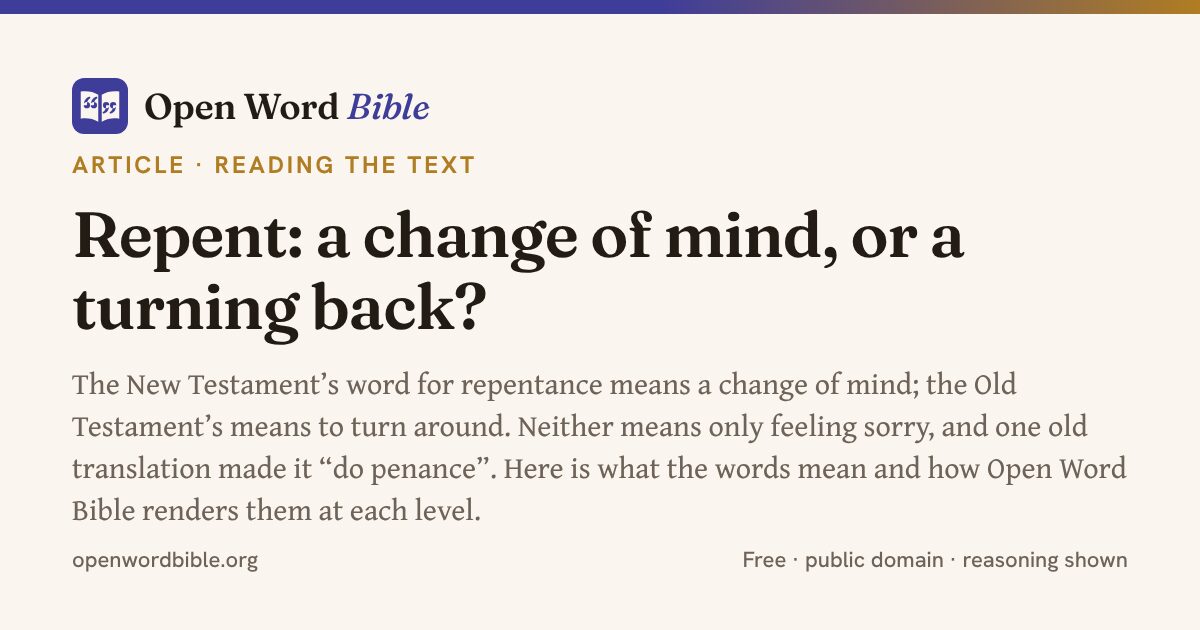 Open Word Bible
ARTICLE · READING THE TEXT
Repent: a change of mind, or a
turning back?
The New Testament’s word for repentance means a change of mind; the Old
Testament’s means to turn around. Neither means only feeling sorry, and one old
translation made it “do penance”. Here is what the words mean and how Open Word
Bible renders them at each level.
openwordbible.org
Free · public domain · reasoning shown